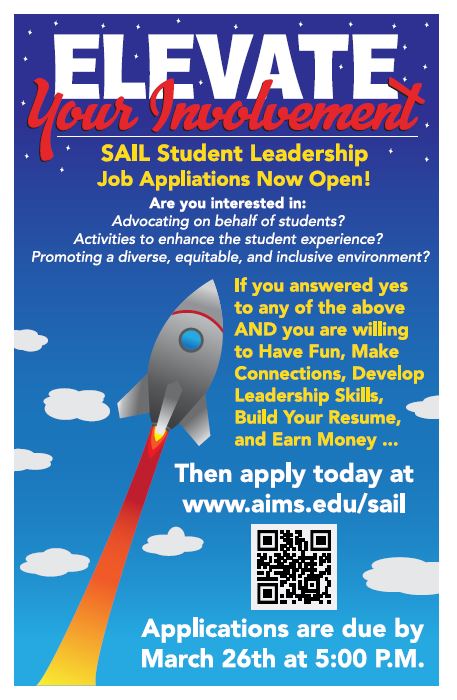 ELEVATE
Your Involvement
SAIL Student Leadership
Job Appliations Now Open!
Are you interested in:
Advocating on behalf of students?
Activities to enhance the student experience?
Promoting a diverse, equitable, and inclusive environment?
If you answered yes
to any of the above
AND you are willing
to Have Fun, Make
Connections, Develop
Leadership Skills,
Build Your Resume,
and Earn Money ...
Then apply today at
www.aims.edu/sail
Applications are due by
March 26th at 5:00 P.M.